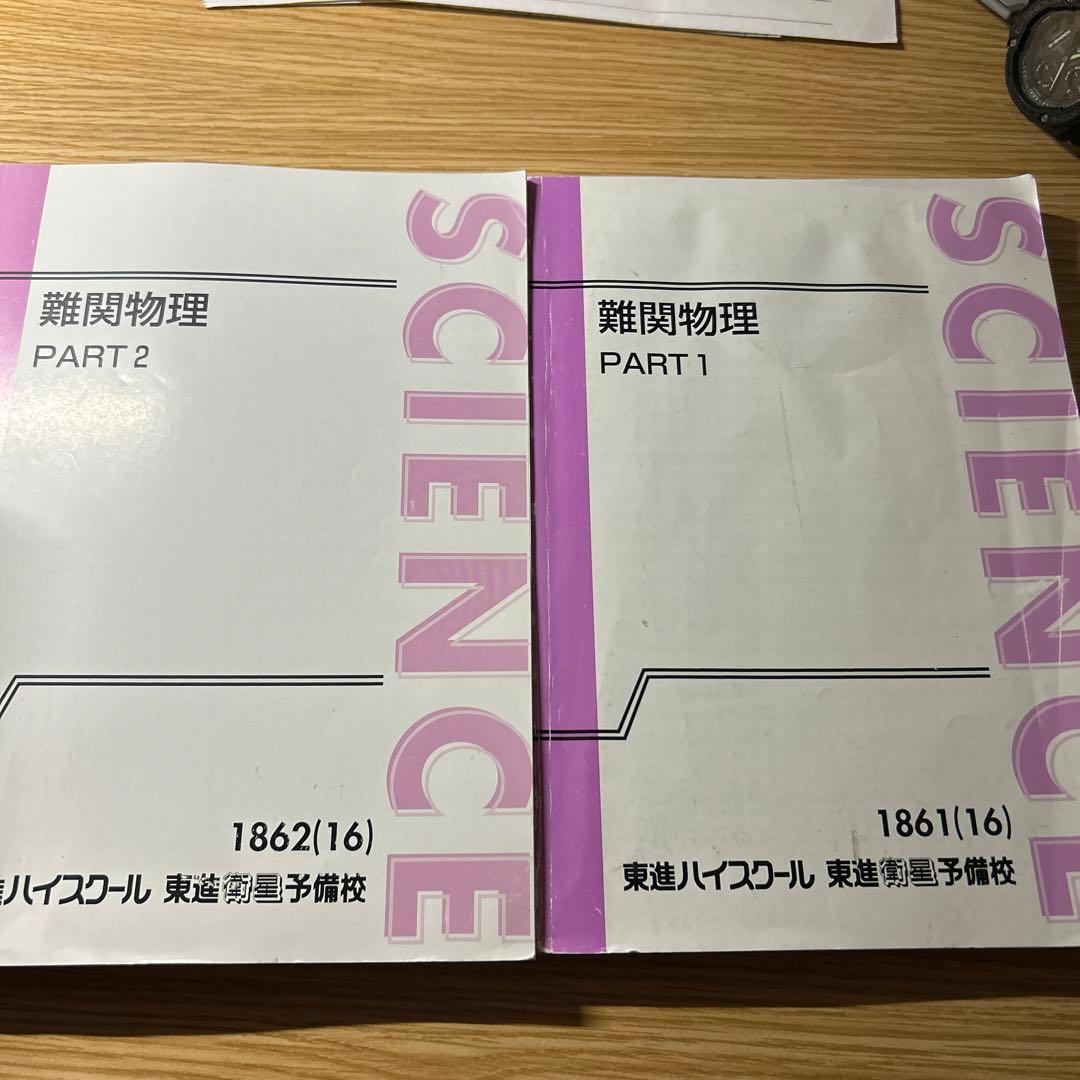 難関物理
PART 2
SCIENCE
1862(16)
進ハイスクール 東進衛星予備校
難関物理
PART 1
SCIENCE
1861(16)
東進ハイスクール 東進衛星予備校
G-SHOCK